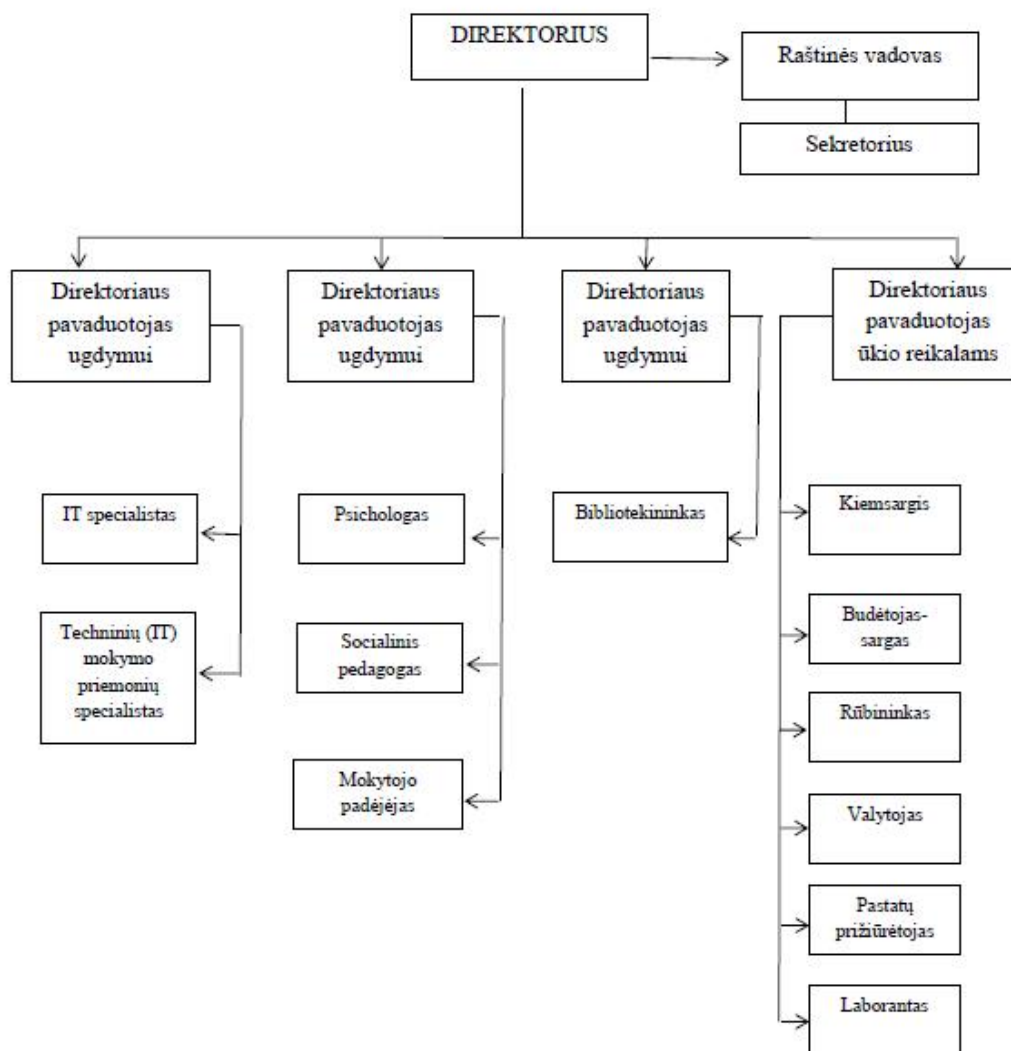 DIREKTORIUS
Raštinės vadovas
Sekretorius
Direktoriaus
pavaduotojas
ugdymui
Direktoriaus
pavaduotojas
ugdymui
Direktoriaus
pavaduotojas
ugdymui
Direktoriaus
pavaduotojas
ūkio reikalams
IT specialistas
Techninių (IT)
mokymo
priemonių
specialistas
Psichologas
Socialinis
pedagogas
Mokytojo
padėjėjas
Bibliotekininkas
Kiemsargis
Budėtojas-
sargas
Rūbininkas
Valytojas
Pastatų
prižiūrėtojas
Laborantas